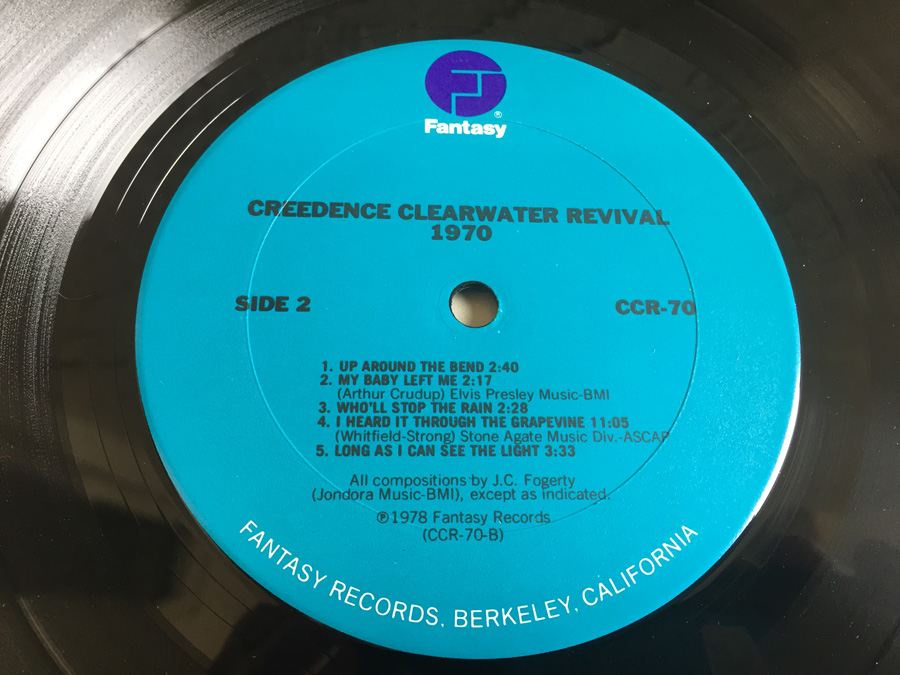 Fantasy
®
CREEDENCE CLEARWATER REVIVAL
1970
SIDE 2
CCR-70
1. UP AROUND THE BEND 2:40
2. MY BABY LEFT ME 2:17
(Arthur Crudup) Elvis Presley Music-BMI
3. WHO'LL STOP THE RAIN 2:28
4. I HEARD IT THROUGH THE GRAPEVINE 11:05
(Whitfield-Strong) Stone Agate Music Div.-ASCAP
5. LONG AS I CAN SEE THE LIGHT 3:33
All compositions by J.C. Fogerty
(Jondora Music-BMI), except as indicated.
℗1978 Fantasy Records
(CCR-70-B)
FANTASY RECORDS, BERKELEY, CALIFORNIA